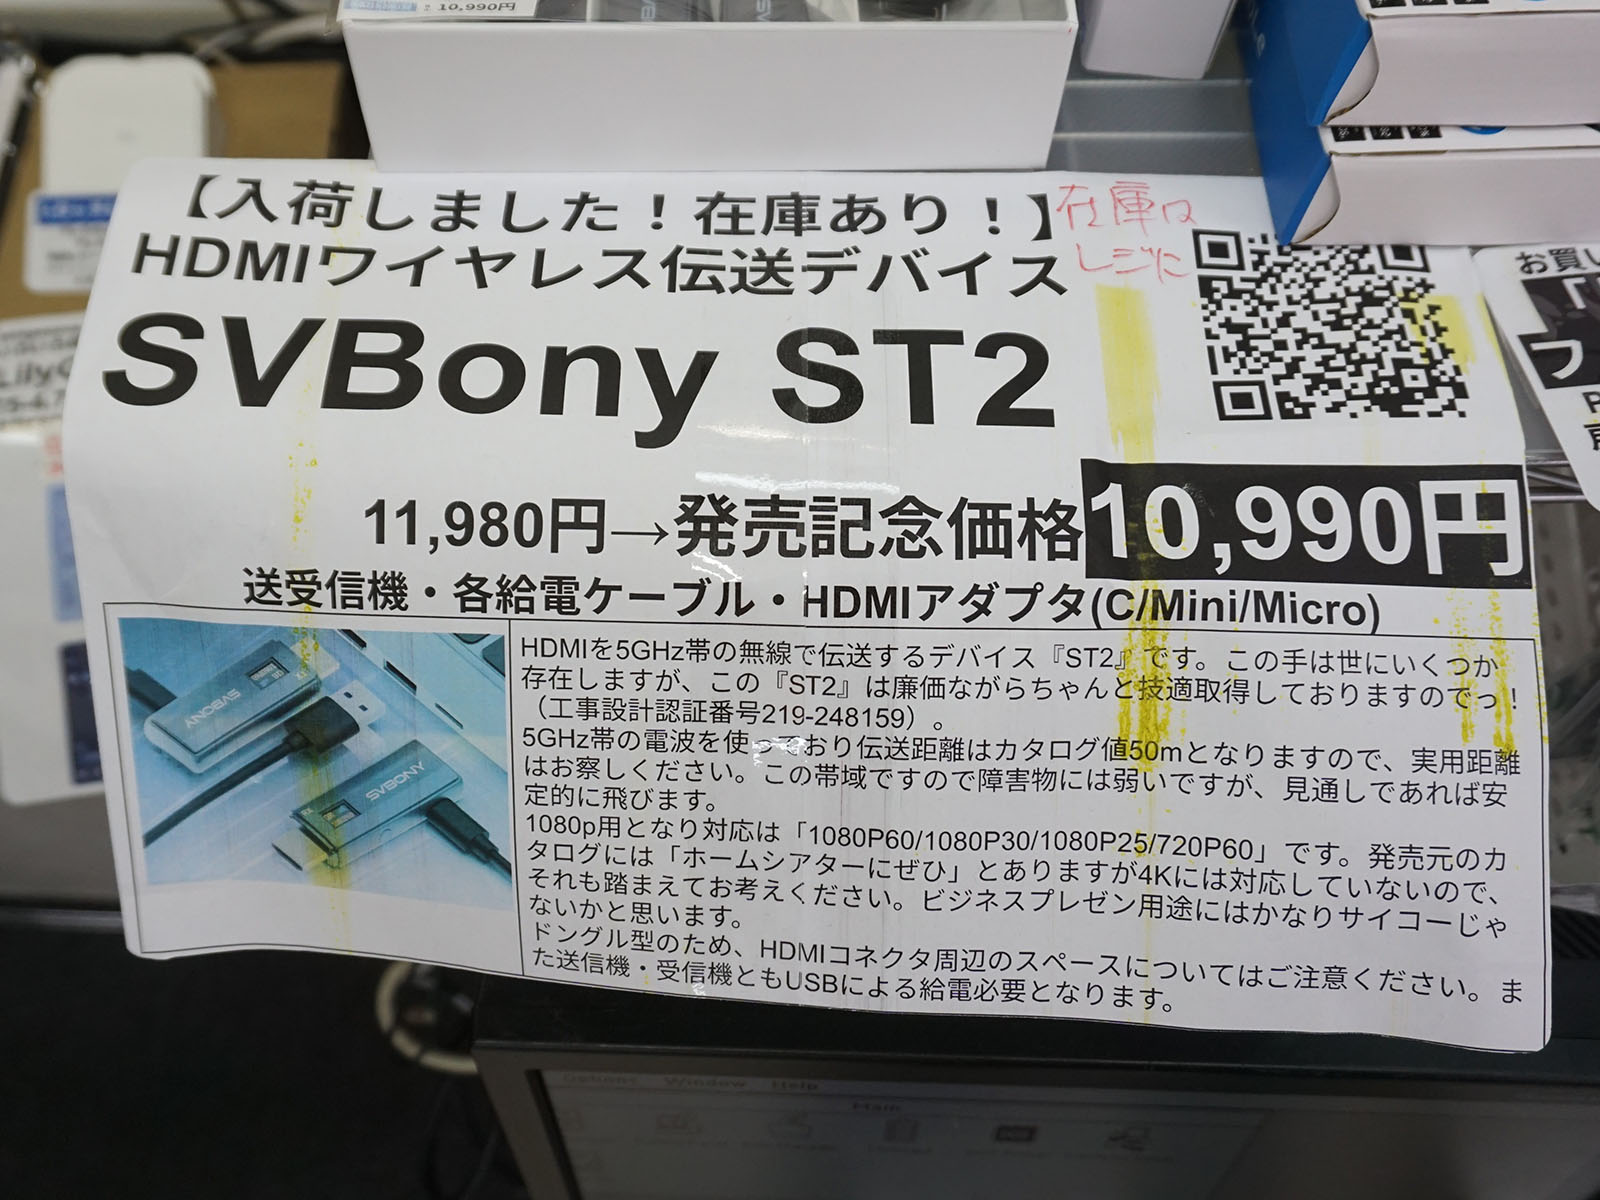 10,990円
【入荷しました！在庫あり！】
在庫は
レジに
HDMIワイヤレス伝送デバイス
SVBony ST2
11,980円→発売記念価格10,990円
送受信機・各給電ケーブル・HDMIアダプタ(C/Mini/Micro)
SVBONY
SVBONY
HDMIを5GHz帯の無線で伝送するデバイス『ST2』です。この手は世にいくつか
存在しますが、この『ST2』は廉価ながらちゃんと技適取得しておりますのでっ！
（工事設計認証番号219-248159）。
5GHz帯の電波を使っており伝送距離はカタログ値50mとなりますので、実用距離
はお察しください。この帯域ですので障害物には弱いですが、見通しであれば安
定的に飛びます。
1080p用となり対応は「1080P60/1080P30/1080P25/720P60」です。発売元のカ
タログには「ホームシアターにぜひ」とありますが4Kには対応していないので、
それも踏まえてお考えください。ビジネスプレゼン用途にはかなりサイコーじゃ
ないかと思います。
ドングル型のため、HDMIコネクタ周辺のスペースについてはご注意ください。ま
た送信機・受信機ともUSBによる給電必要となります。
お買い
Options Window Help
Main